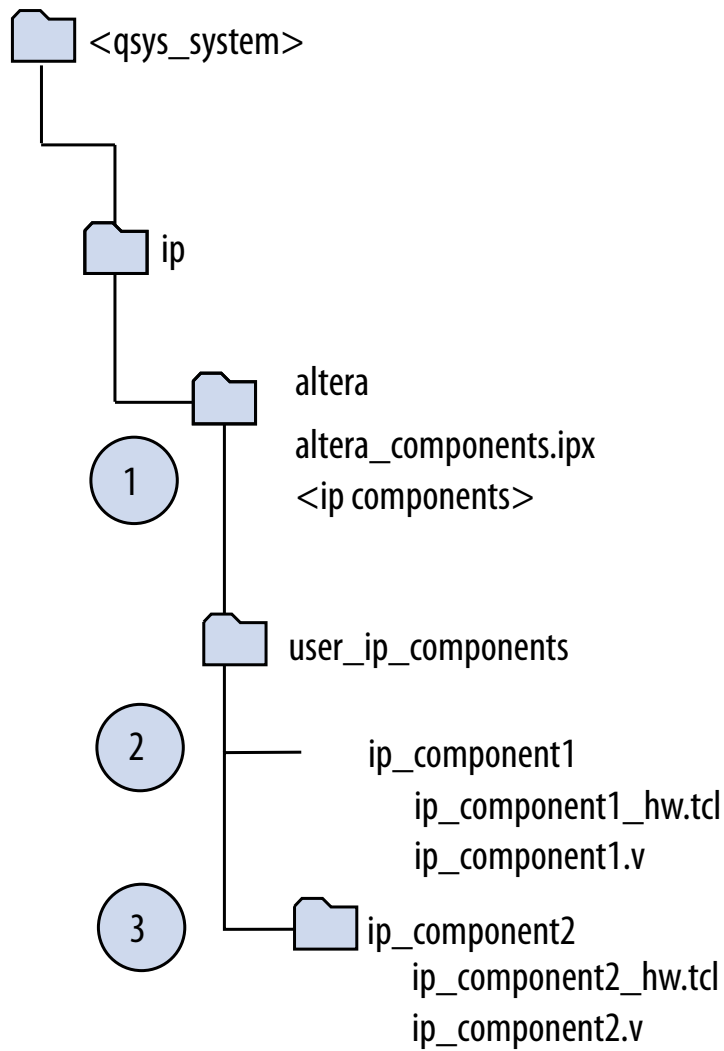 <qsys_system>
ip
altera
altera_components.ipx
1
<ip components>
user_ip_components
2
ip_component1
ip_component1_hw.tcl
ip_component1.v
3
ip_component2
ip_component2_hw.tcl
ip_component2.v